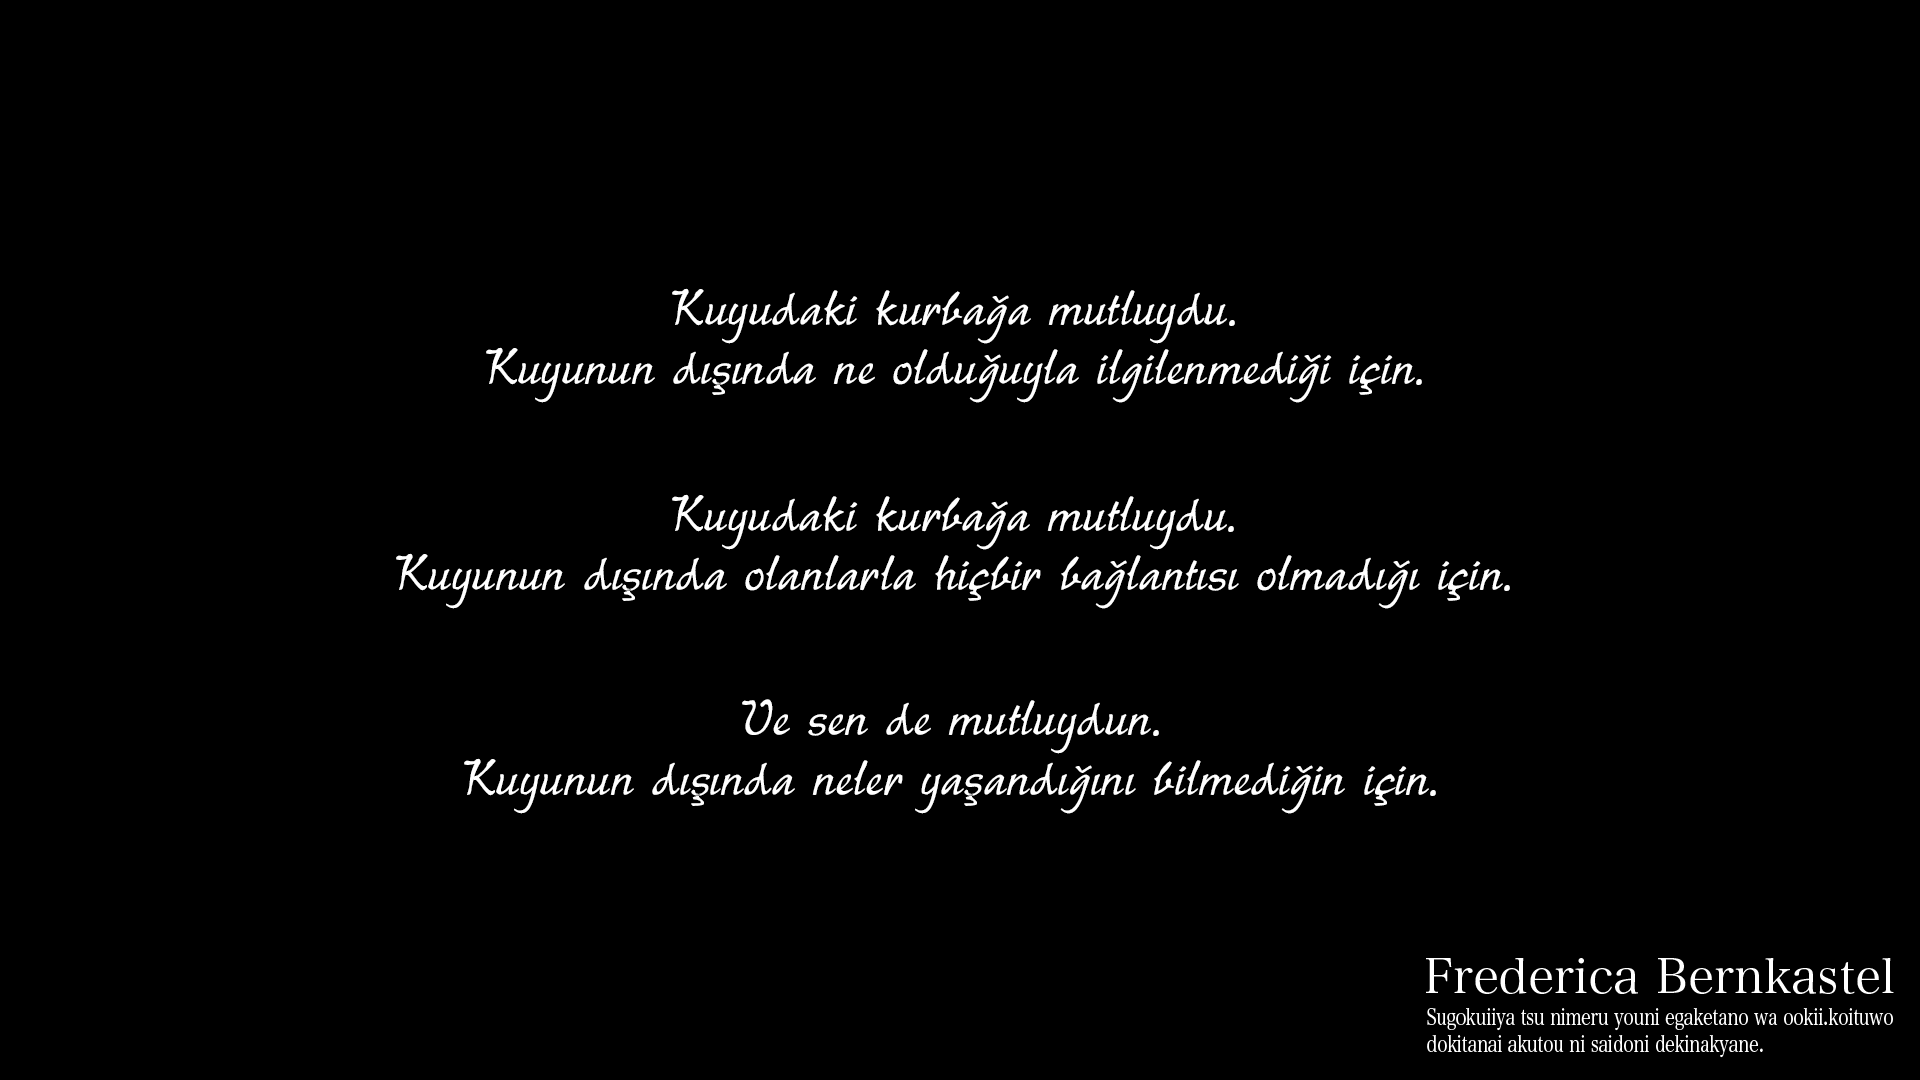 Kuyudaki kurbağa mutluydu.
Kuyunun dışında ne olduğuyla ilgilenmediği için.
Kuyudaki kurbağa mutluydu.
Kuyunun dışında olanlarla hiçbir bağlantısı olmadığı için.
Ve sen de mutluydun.
Kuyunun dışında neler yaşandığını bilmediğin için.
Frederica Bernkastel
Sugokuiiya tsu nimeru youni egaketano wa ookii.koituwo
dokitanai akutou ni saidoni dekinakyane.